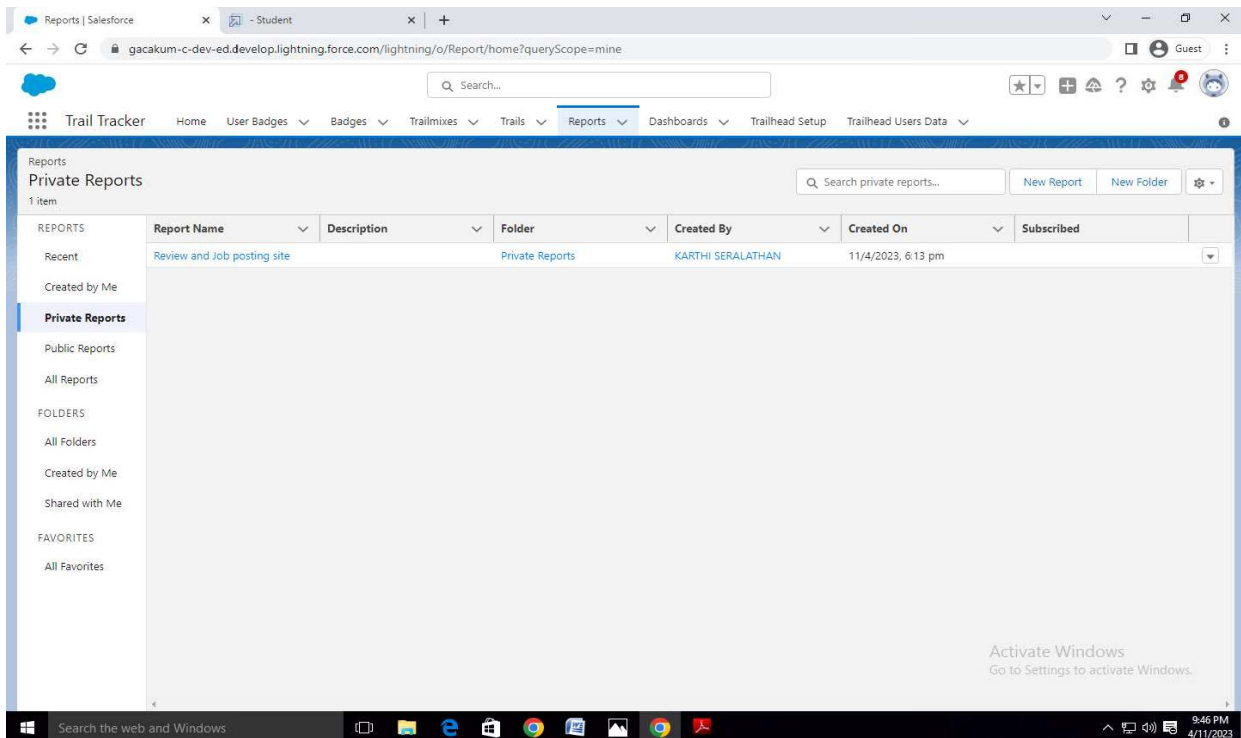 Reports | Salesforce
- Student
gacakum-c-dev-ed.develop.lightning.force.com/lightning/o/Report/home?queryScope=mine
Guest
Search...
8
Trail Tracker Home User Badges Badges Trailmixes Trails Reports Dashboards Trailhead Setup Trailhead Users Data
Reports
Private Reports
1 item
Search private reports...
New Report
New Folder
REPORTS
Report Name Description Folder Created By Created On Subscribed
Recent
Review and Job posting site Private Reports KARTHI SERALATHAN 11/4/2023, 6:13 pm
Created by Me
Private Reports
Public Reports
All Reports
FOLDERS
All Folders
Created by Me
Shared with Me
FAVORITES
All Favorites
Activate Windows
Go to Settings to activate Windows.
Search the web and Windows
9:46 PM
4/11/2023